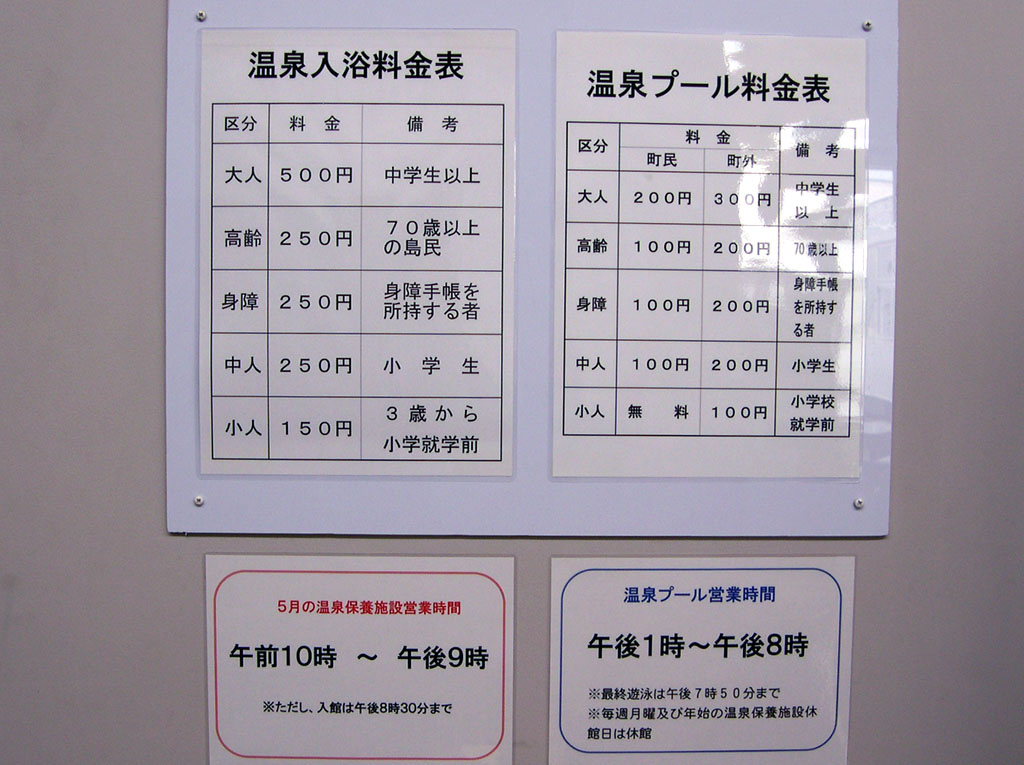 温泉入浴料金表
区分 料 金 備 考
大人 ５００円 中学生以上
高齢 ２５０円 ７０歳以上
の島民
身障 ２５０円 身障手帳を
所持する者
中人 ２５０円 小 学 生
小人 １５０円 ３ 歳 か ら
小学就学前
温泉プール料金表
区分 料 金 備 考
町民 町外
大人 ２００円 ３００円 中学生
以 上
高齢 １００円 ２００円 70歳以上
身障 １００円 ２００円 身障手帳
を所持す
る者
中人 １００円 ２００円 小学生
小人 無 料 １００円 小学校
就学前
5月の温泉保養施設営業時間
午前10時 ～ 午後9時
※ただし、入館は午後8時30分まで
温泉プール営業時間
午後1時～午後8時
※最終遊泳は午後７時５０分まで
※毎週月曜及び年始の温泉保養施設休
館日は休館